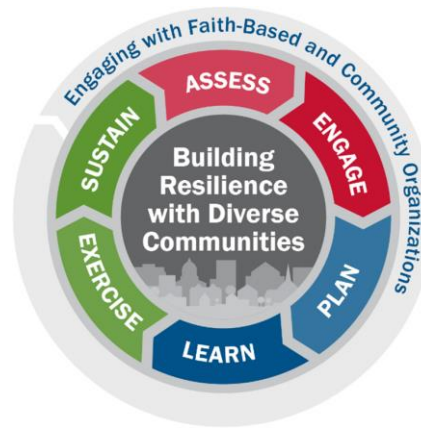 Engaging with Faith-Based and Community Organizations
ASSESS
ENGAGE
PLAN
LEARN
EXERCISE
SUSTAIN
Building
Resilience
with Diverse
Communities